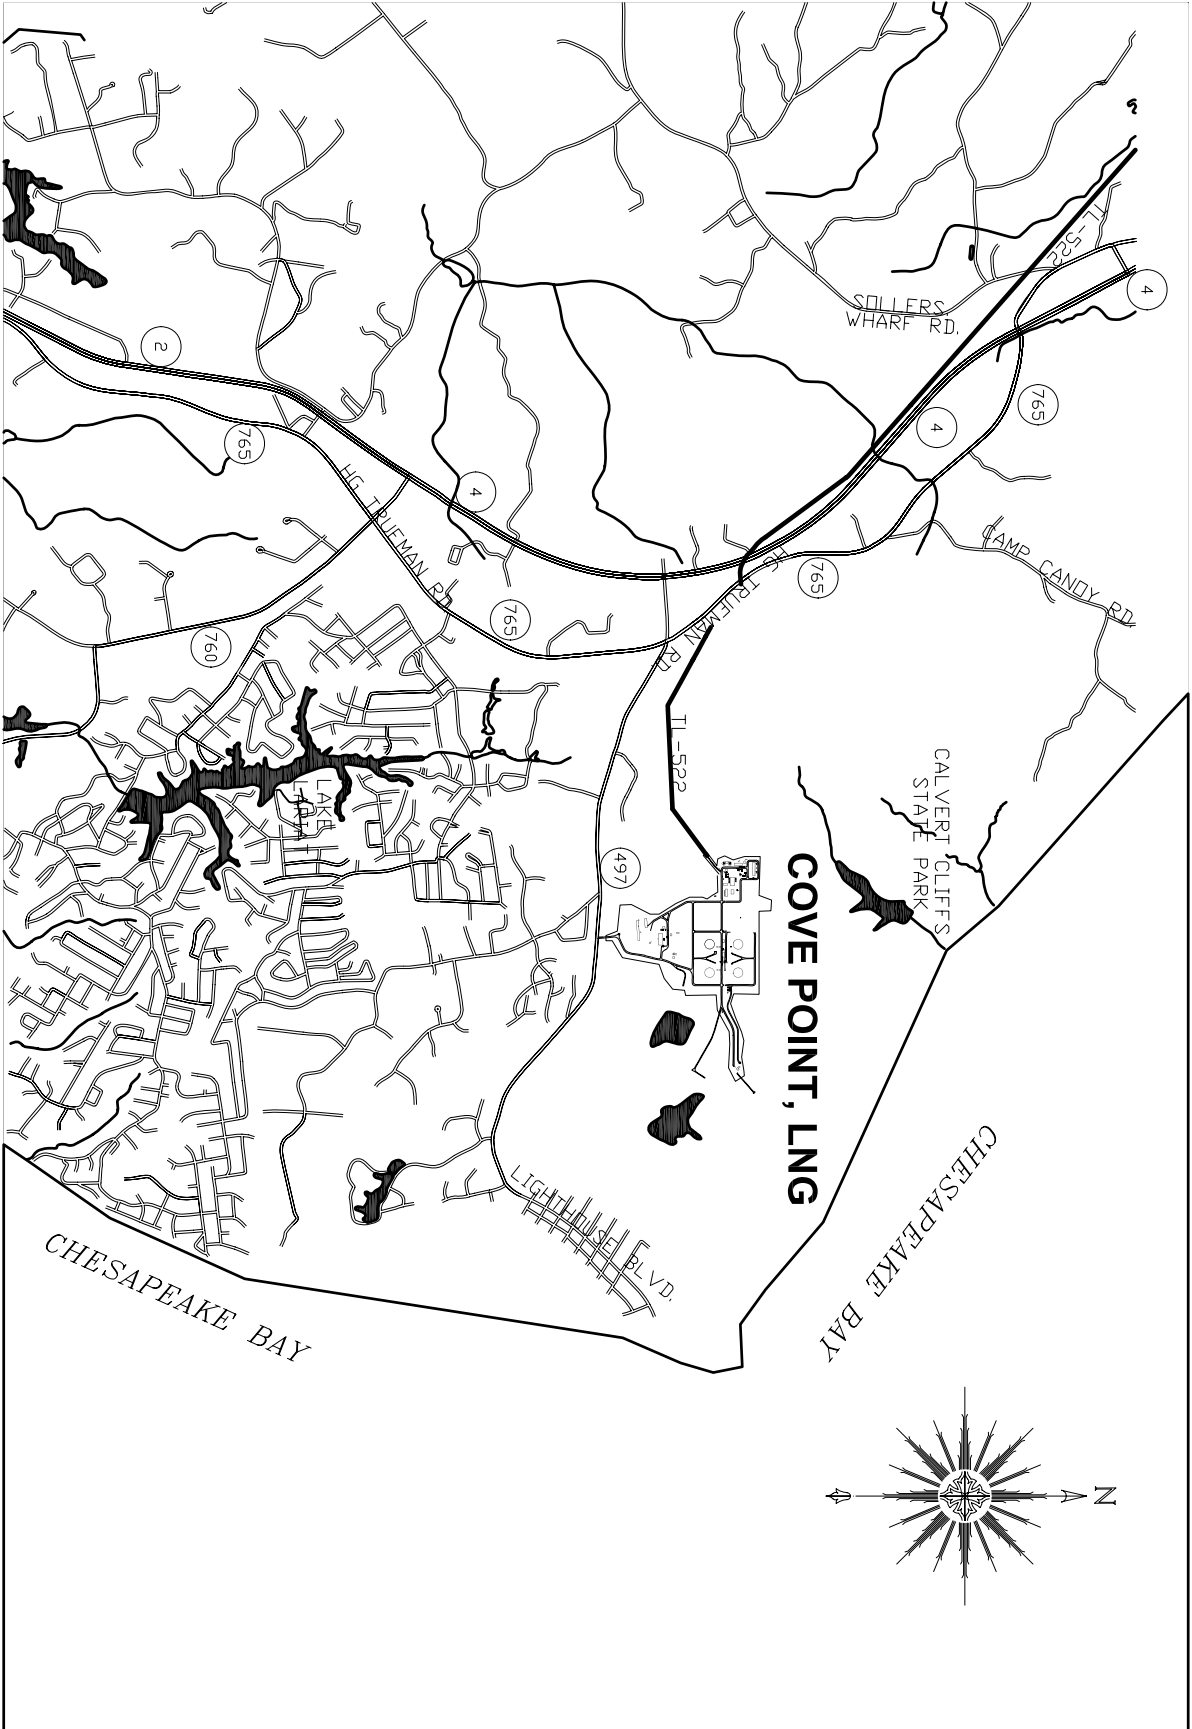 TL-522
4
SOLLERS
WHARF RD.
765
4
2
765
HG TRUEMAN RD.
4
CAMP CANOY RD.
765
HG TRUEMAN RD.
765
760
TL-522
CALVERT CLIFFS
STATE PARK
LAKE
LARIAT
497
COVE POINT, LNG
LIGHTHOUSE BLVD.
CHESAPEAKE BAY
CHESAPEAKE BAY
N